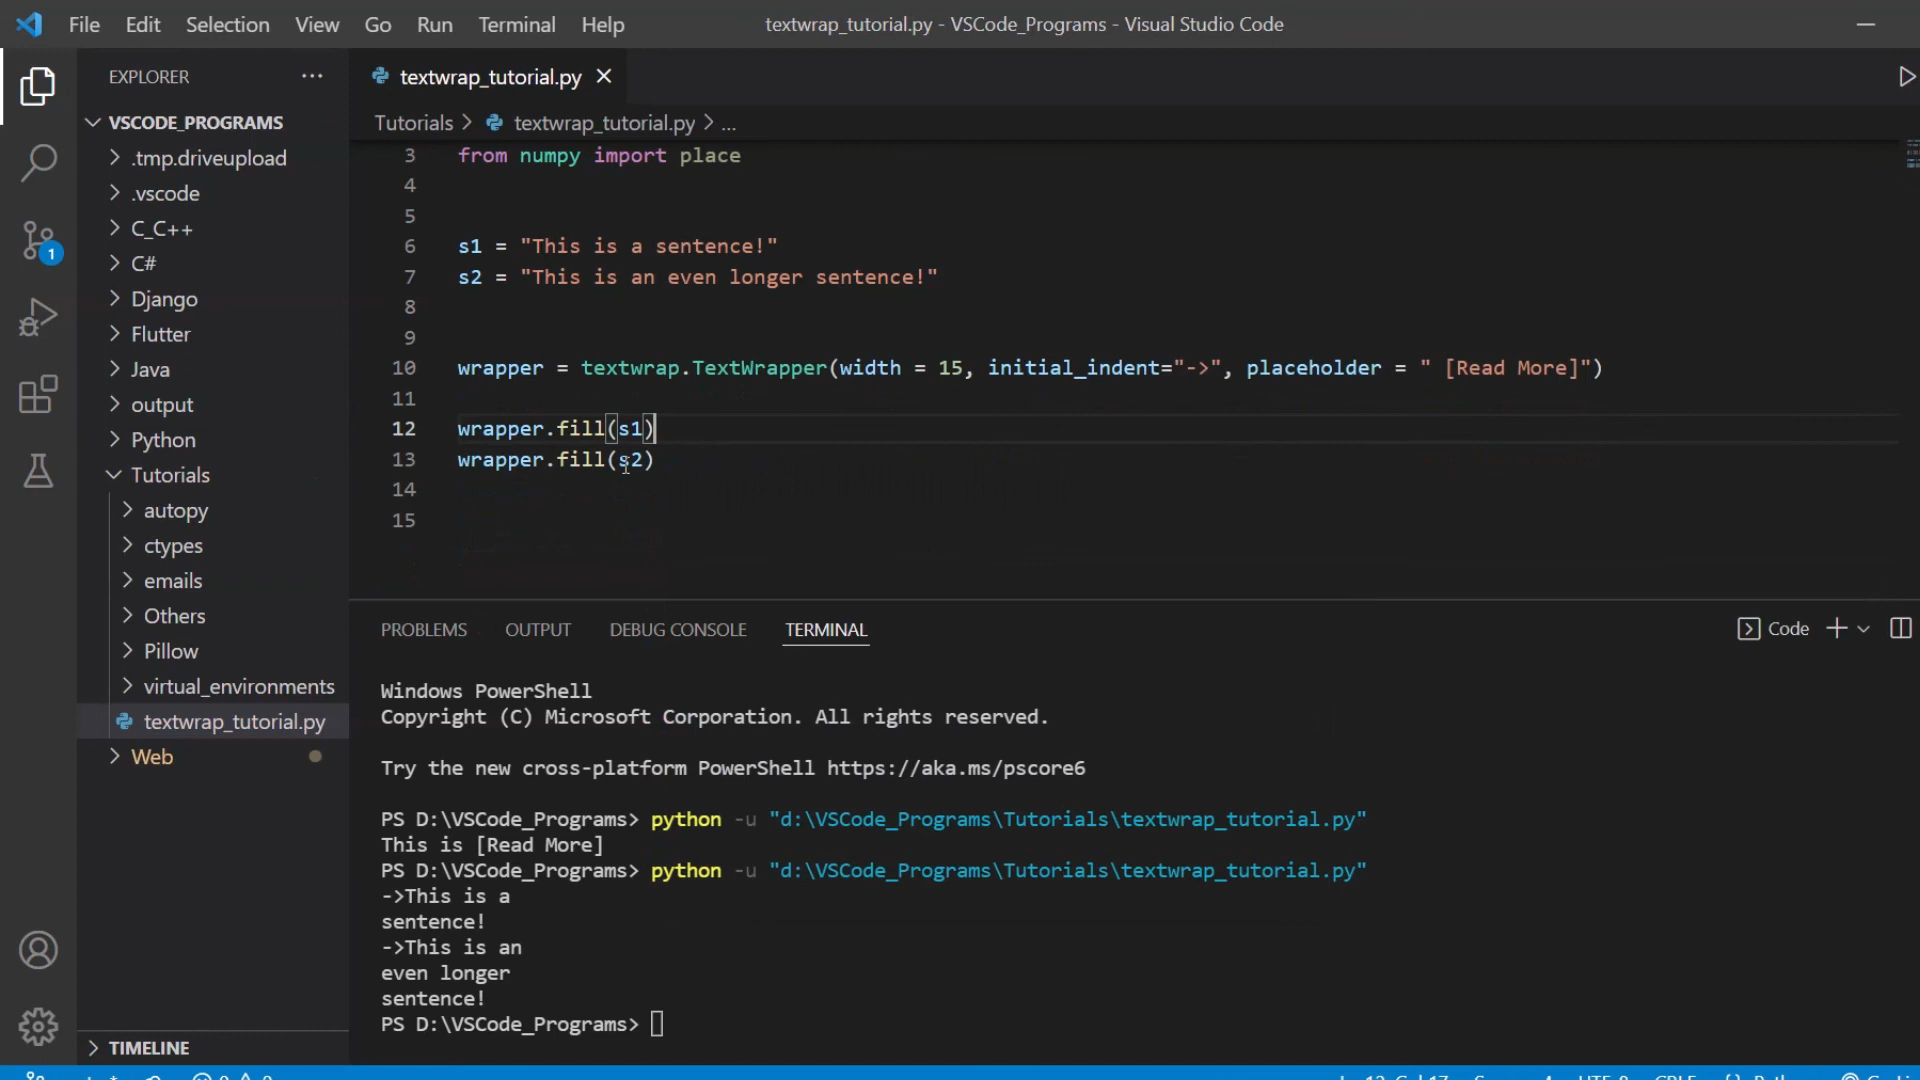 File Edit Selection View Go Run Terminal Help textwrap_tutorial.py - VSCode_Programs - Visual Studio Code
EXPLORER ...
VSCODE_PROGRAMS
.tmp.driveupload
.vscode
C_C++
C#
Django
Flutter
Java
output
Python
Tutorials
autopy
ctypes
emails
Others
Pillow
virtual_environments
textwrap_tutorial.py
Web
TIMELINE
1
textwrap_tutorial.py
Tutorials > textwrap_tutorial.py > ...
3 from numpy import place
4
5
6 s1 = "This is a sentence!"
7 s2 = "This is an even longer sentence!"
8
9
10 wrapper = textwrap.TextWrapper(width = 15, initial_indent="->", placeholder = " [Read More]")
11
12 wrapper.fill(s1)
13 wrapper.fill(s2)
14
15
PROBLEMS OUTPUT DEBUG CONSOLE TERMINAL Code
Windows PowerShell
Copyright (C) Microsoft Corporation. All rights reserved.
Try the new cross-platform PowerShell https://aka.ms/pscore6
PS D:\VSCode_Programs> python -u "d:\VSCode_Programs\Tutorials\textwrap_tutorial.py"
This is [Read More]
PS D:\VSCode_Programs> python -u "d:\VSCode_Programs\Tutorials\textwrap_tutorial.py"
->This is a
sentence!
->This is an
even longer
sentence!
PS D:\VSCode_Programs>